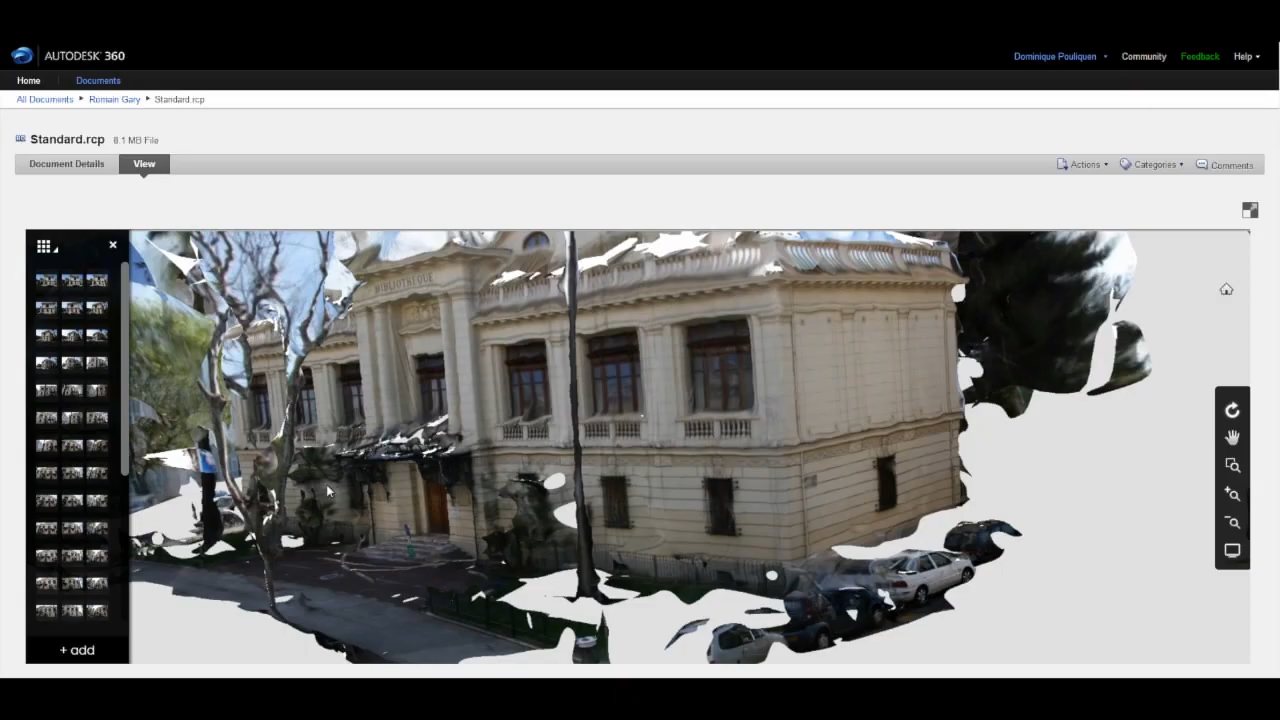 AUTODESK® 360
Dominique Pouliquen Community Feedback Help
Home Documents
All Documents Romain Gary Standard.rcp
Standard.rcp 6.1 MB File
Document Details View Actions Categories Comments
BIBLIOTHEQUE
+ add